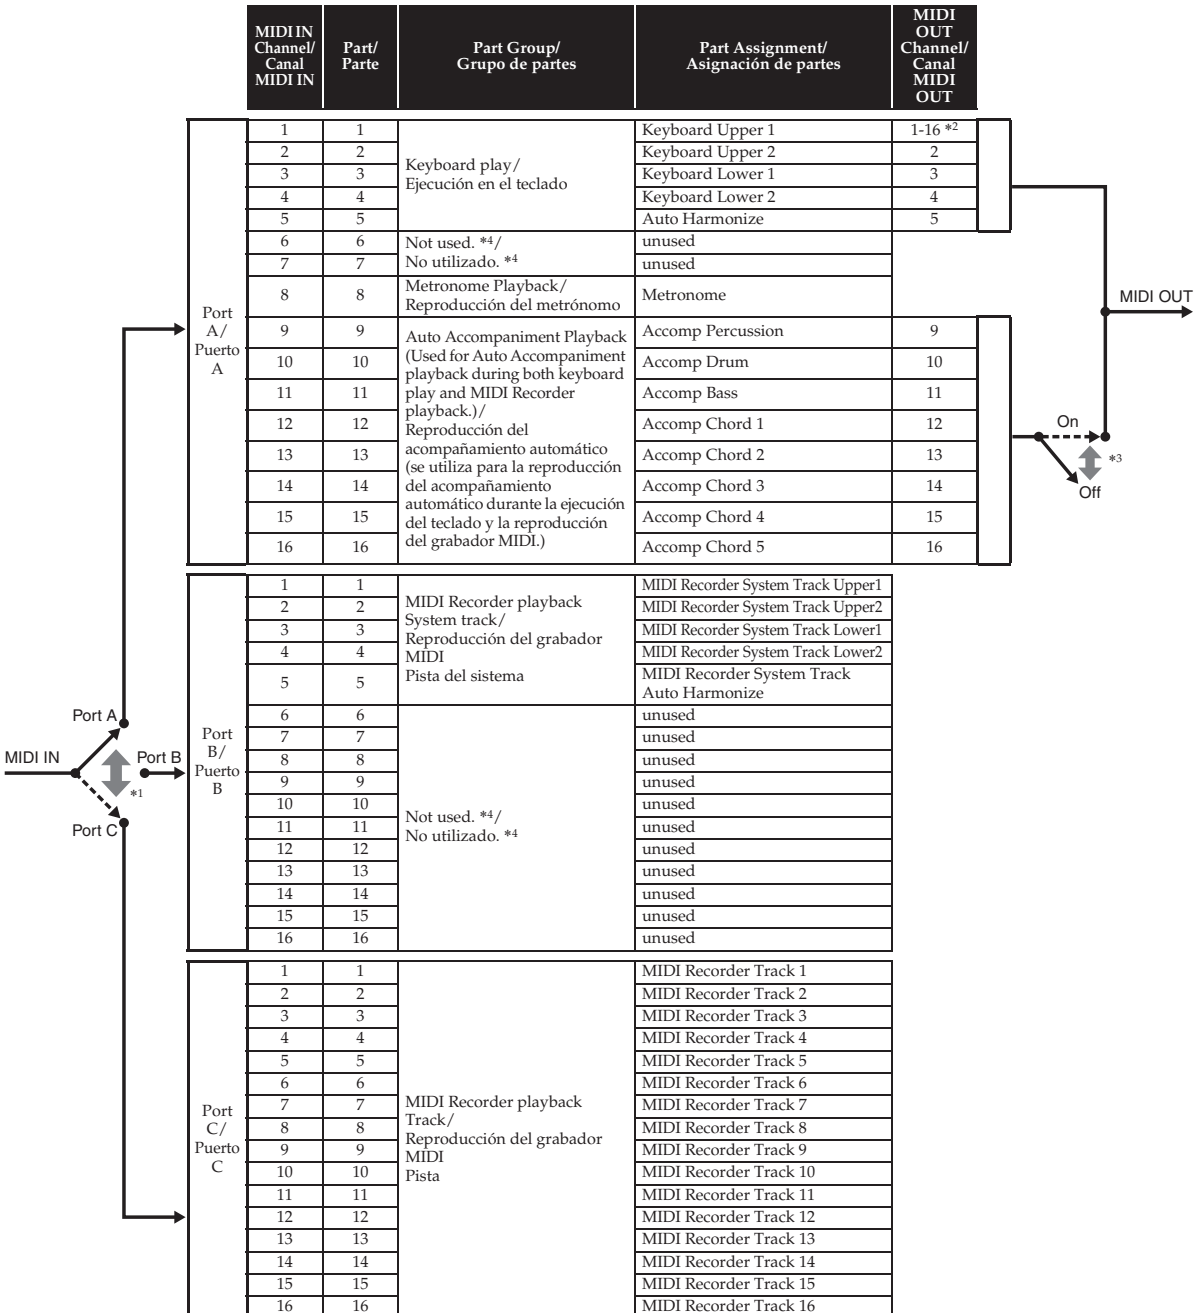 MIDI IN Channel/ Canal MIDI IN
Part/ Parte
Part Group/ Grupo de partes
Part Assignment/ Asignación de partes
MIDI OUT Channel/ Canal MIDI OUT
Port A/ Puerto A
1 1 Keyboard play/ Ejecución en el teclado Keyboard Upper 1 1-16 *2
2 2 Keyboard Upper 2 2
3 3 Keyboard Lower 1 3
4 4 Keyboard Lower 2 4
5 5 Auto Harmonize 5
6 6 Not used. *4/ No utilizado. *4 unused
7 7 unused
8 8 Metronome Playback/ Reproducción del metrónomo Metronome
9 9 Auto Accompaniment Playback (Used for Auto Accompaniment playback during both keyboard play and MIDI Recorder playback.)/ Reproducción del acompañamiento automático (se utiliza para la reproducción del acompañamiento automático durante la ejecución del teclado y la reproducción del grabador MIDI.) Accomp Percussion 9
10 10 Accomp Drum 10
11 11 Accomp Bass 11
12 12 Accomp Chord 1 12
13 13 Accomp Chord 2 13
14 14 Accomp Chord 3 14
15 15 Accomp Chord 4 15
16 16 Accomp Chord 5 16
MIDI OUT
On
*3
Off
Port B/ Puerto B
1 1 MIDI Recorder playback System track/ Reproducción del grabador MIDI Pista del sistema MIDI Recorder System Track Upper1
2 2 MIDI Recorder System Track Upper2
3 3 MIDI Recorder System Track Lower1
4 4 MIDI Recorder System Track Lower2
5 5 MIDI Recorder System Track Auto Harmonize
6 6 Not used. *4/ No utilizado. *4 unused
7 7 unused
8 8 unused
9 9 unused
10 10 unused
11 11 unused
12 12 unused
13 13 unused
14 14 unused
15 15 unused
16 16 unused
MIDI IN
Port A
Port B
*1
Port C
Port C/ Puerto C
1 1 MIDI Recorder playback Track/ Reproducción del grabador MIDI Pista MIDI Recorder Track 1
2 2 MIDI Recorder Track 2
3 3 MIDI Recorder Track 3
4 4 MIDI Recorder Track 4
5 5 MIDI Recorder Track 5
6 6 MIDI Recorder Track 6
7 7 MIDI Recorder Track 7
8 8 MIDI Recorder Track 8
9 9 MIDI Recorder Track 9
10 10 MIDI Recorder Track 10
11 11 MIDI Recorder Track 11
12 12 MIDI Recorder Track 12
13 13 MIDI Recorder Track 13
14 14 MIDI Recorder Track 14
15 15 MIDI Recorder Track 15
16 16 MIDI Recorder Track 16